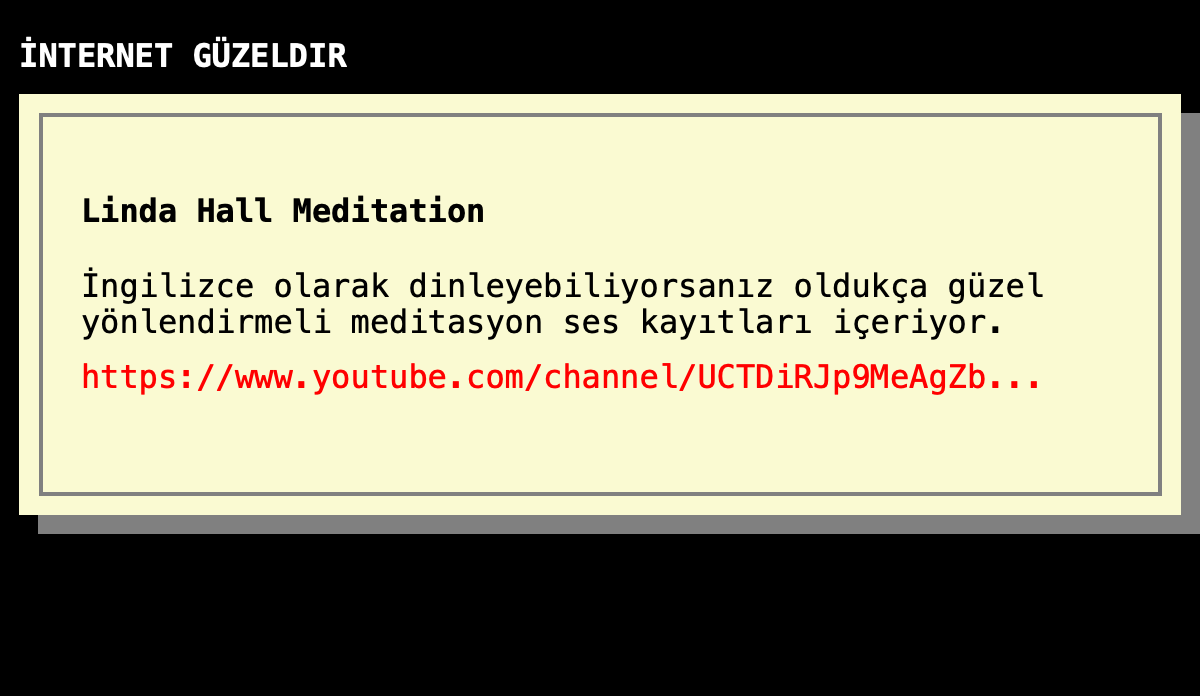 İNTERNET GÜZELDIR
Linda Hall Meditation
İngilizce olarak dinleyebiliyorsanız oldukça güzel
yönlendirmeli meditasyon ses kayıtları içeriyor.
https://www.youtube.com/channel/UCTDiRJp9MeAgZb...